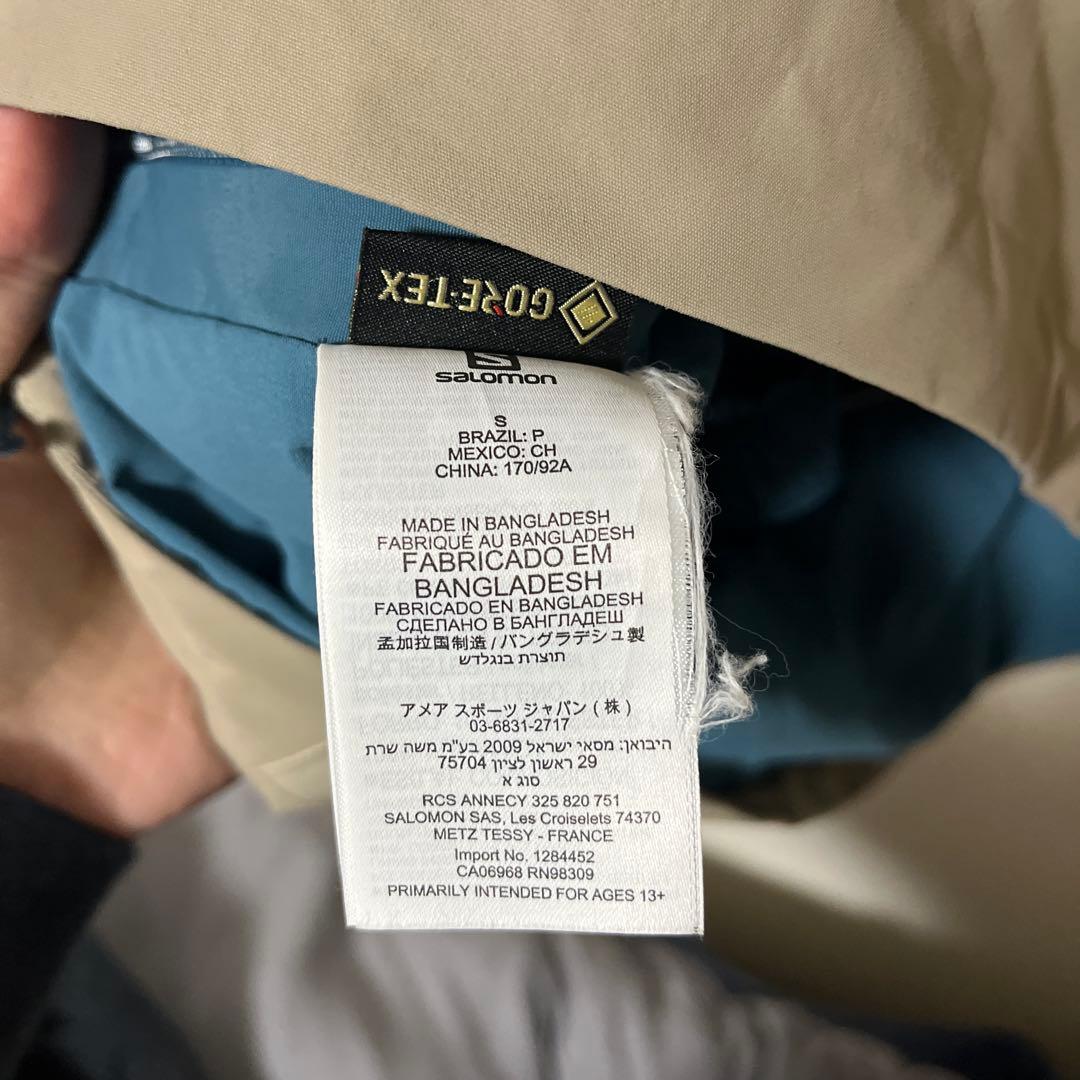 GORE-TEX
SALOMON
S
BRAZIL: P
MEXICO: CH
CHINA: 170/92A
MADE IN BANGLADESH
FABRIQUÉ AU BANGLADESH
FABRICADO EM
BANGLADESH
FABRICADO EN BANGLADESH
СДЕЛАНО В БАНГЛАДЕШ
孟加拉国制造 / バングラデシュ製
תוצרת בנגלדש
アメア スポーツ ジャパン ( 株 )
03-6831-2717
היבואן: מסאי ישראל 2009 בע"מ משה שרת
29 ראשון לציון 75704
סוג א
RCS ANNECY 325 820 751
SALOMON SAS, Les Croiselets 74370
METZ TESSY - FRANCE
Import No. 1284452
CA06968 RN98309
PRIMARILY INTENDED FOR AGES 13+